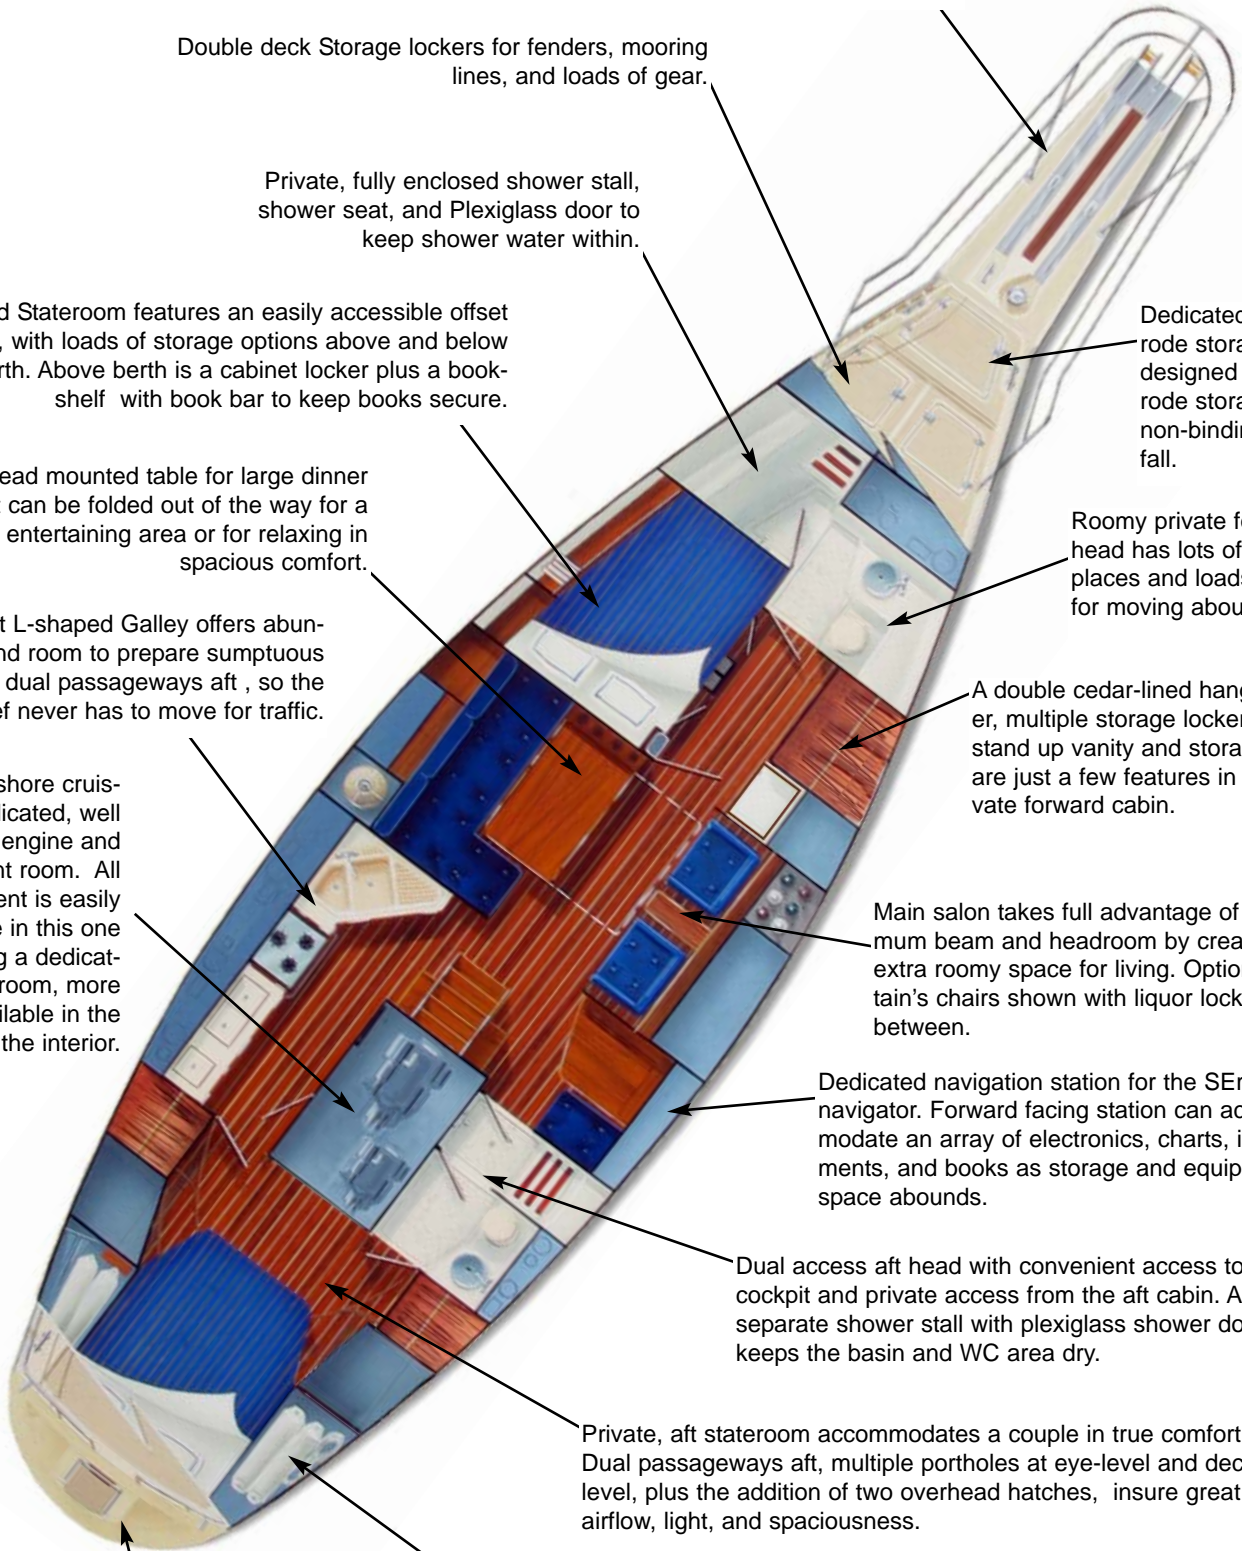 Double deck Storage lockers for fenders, mooring
lines, and loads of gear.
Private, fully enclosed shower stall,
shower seat, and Plexiglass door to
keep shower water within.
d Stateroom features an easily accessible offset
, with loads of storage options above and below
rth. Above berth is a cabinet locker plus a book-
shelf with book bar to keep books secure.
ead mounted table for large dinner
t can be folded out of the way for a
entertaining area or for relaxing in
spacious comfort.
t L-shaped Galley offers abun-
nd room to prepare sumptuous
dual passageways aft , so the
ef never has to move for traffic.
shore cruis-
dicated, well
engine and
nt room. All
ent is easily
e in this one
g a dedicat-
room, more
ilable in the
the interior.
Dedicated
rode stora
designed
rode stora
non-bindin
fall.
Roomy private fo
head has lots of
places and loads
for moving abou
A double cedar-lined hang
er, multiple storage locker
stand up vanity and stora
are just a few features in
vate forward cabin.
Main salon takes full advantage of
mum beam and headroom by crea
extra roomy space for living. Option
tain's chairs shown with liquor lock
between.
Dedicated navigation station for the SEr
navigator. Forward facing station can ac
modate an array of electronics, charts, i
ments, and books as storage and equip
space abounds.
Dual access aft head with convenient access to
cockpit and private access from the aft cabin. A
separate shower stall with plexiglass shower do
keeps the basin and WC area dry.
Private, aft stateroom accommodates a couple in true comfort
Dual passageways aft, multiple portholes at eye-level and dec
level, plus the addition of two overhead hatches, insure great
airflow, light, and spaciousness.